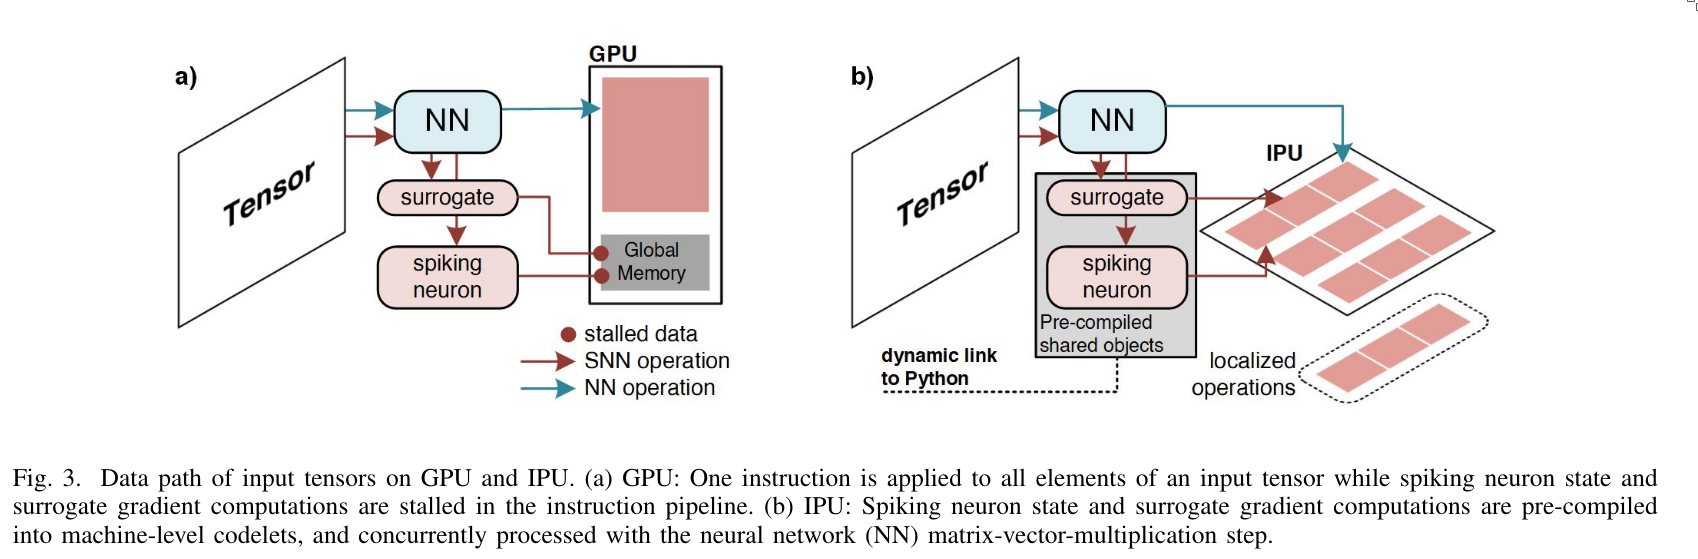 a)
Tensor
NN
surrogate
spiking
neuron
GPU
Global
Memory
stalled data
SNN operation
NN operation
b)
Tensor
NN
surrogate
spiking
neuron
Pre-compiled
shared objects
dynamic link
to Python
IPU
localized
operations
Fig. 3. Data path of input tensors on GPU and IPU. (a) GPU: One instruction is applied to all elements of an input tensor while spiking neuron state and
surrogate gradient computations are stalled in the instruction pipeline. (b) IPU: Spiking neuron state and surrogate gradient computations are pre-compiled
into machine-level codelets, and concurrently processed with the neural network (NN) matrix-vector-multiplication step.